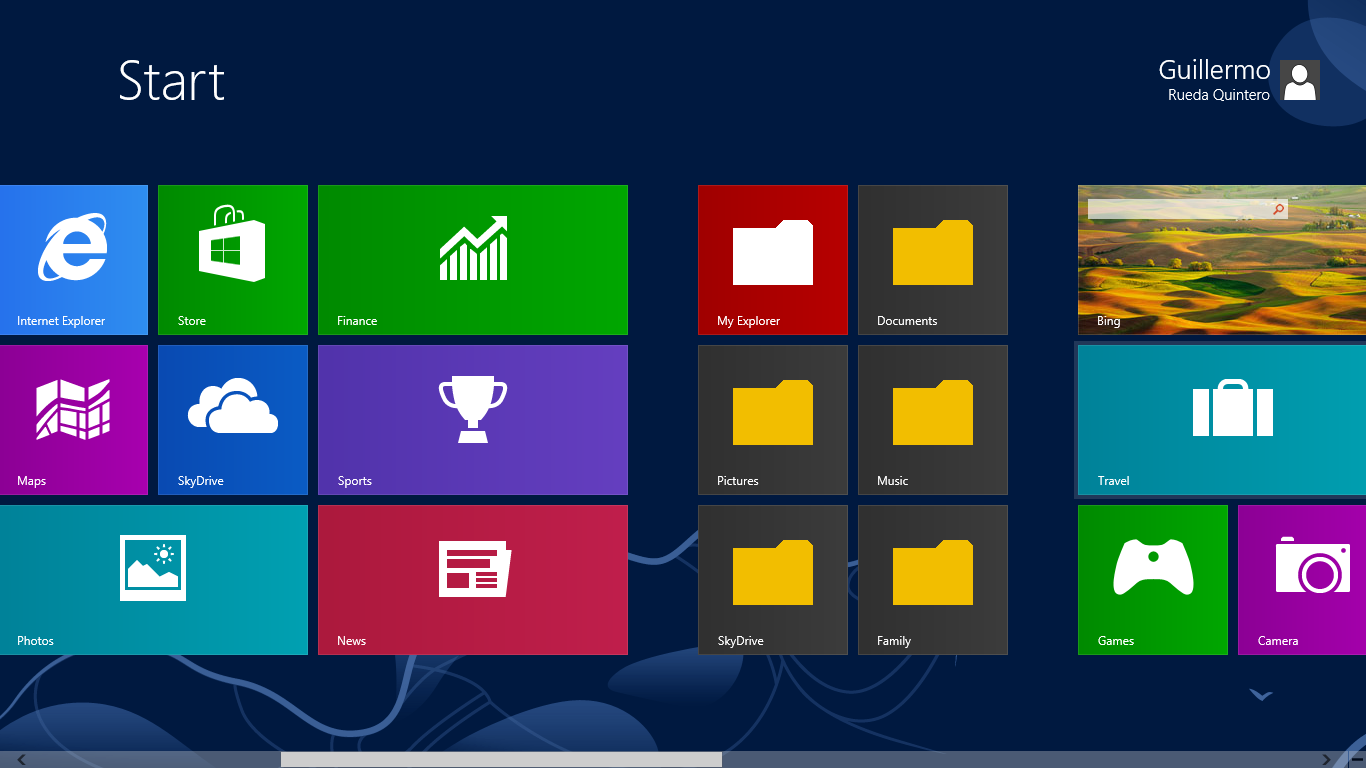 Start
Guillermo
Rueda Quintero
Internet Explorer
Store
Finance
My Explorer
Documents
Bing
Maps
SkyDrive
Sports
Pictures
Music
Travel
Photos
News
SkyDrive
Family
Games
Camera